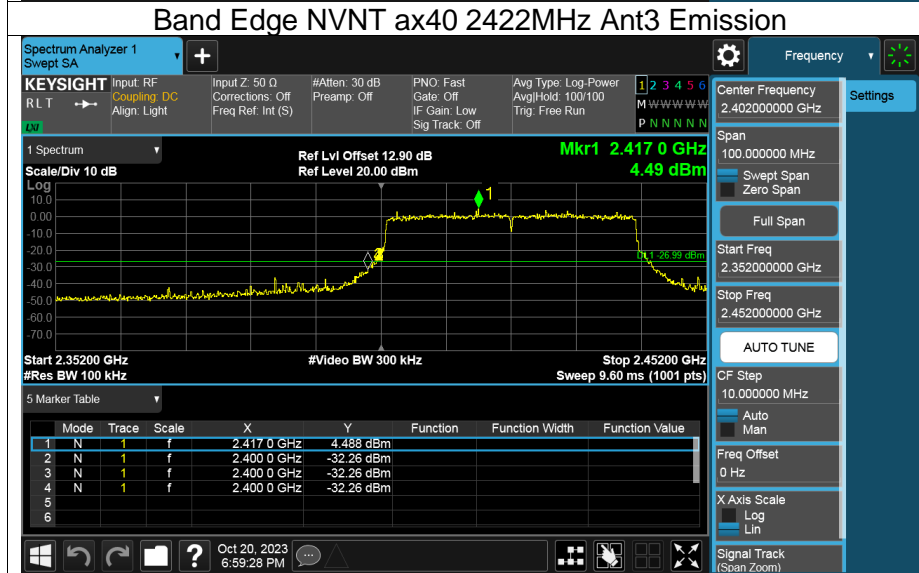 Band Edge NVNT ax40 2422MHz Ant3 Emission
Spectrum Analyzer 1
Swept SA
+
Frequency
KEYSIGHT
RLT
LXI
Input: RF
Coupling: DC
Align: Light
Input Z: 50 Ω
Corrections: Off
Freq Ref: Int (S)
#Atten: 30 dB
Preamp: Off
PNO: Fast
Gate: Off
IF Gain: Low
Sig Track: Off
Avg Type: Log-Power
Avg|Hold: 100/100
Trig: Free Run
1 2 3 4 5 6
M W W W W W
P N N N N N
1 Spectrum
Scale/Div 10 dB
Ref Lvl Offset 12.90 dB
Ref Level 20.00 dBm
Mkr1 2.417 0 GHz
4.49 dBm
Log
10.0
0.00
-10.0
-20.0
-30.0
-40.0
-50.0
-60.0
-70.0
1
DL1 -26.99 dBm
Start 2.35200 GHz
#Res BW 100 kHz
#Video BW 300 kHz
Stop 2.45200 GHz
Sweep 9.60 ms (1001 pts)
5 Marker Table
Mode Trace Scale X Y Function Function Width Function Value
1 N 1 f 2.417 0 GHz 4.488 dBm
2 N 1 f 2.400 0 GHz -32.26 dBm
3 N 1 f 2.400 0 GHz -32.26 dBm
4 N 1 f 2.400 0 GHz -32.26 dBm
5
6
?
Oct 20, 2023
6:59:28 PM
Center Frequency
2.402000000 GHz
Settings
Span
100.000000 MHz
Swept Span
Zero Span
Full Span
Start Freq
2.352000000 GHz
Stop Freq
2.452000000 GHz
AUTO TUNE
CF Step
10.000000 MHz
Auto
Man
Freq Offset
0 Hz
X Axis Scale
Log
Lin
Signal Track
(Span Zoom)